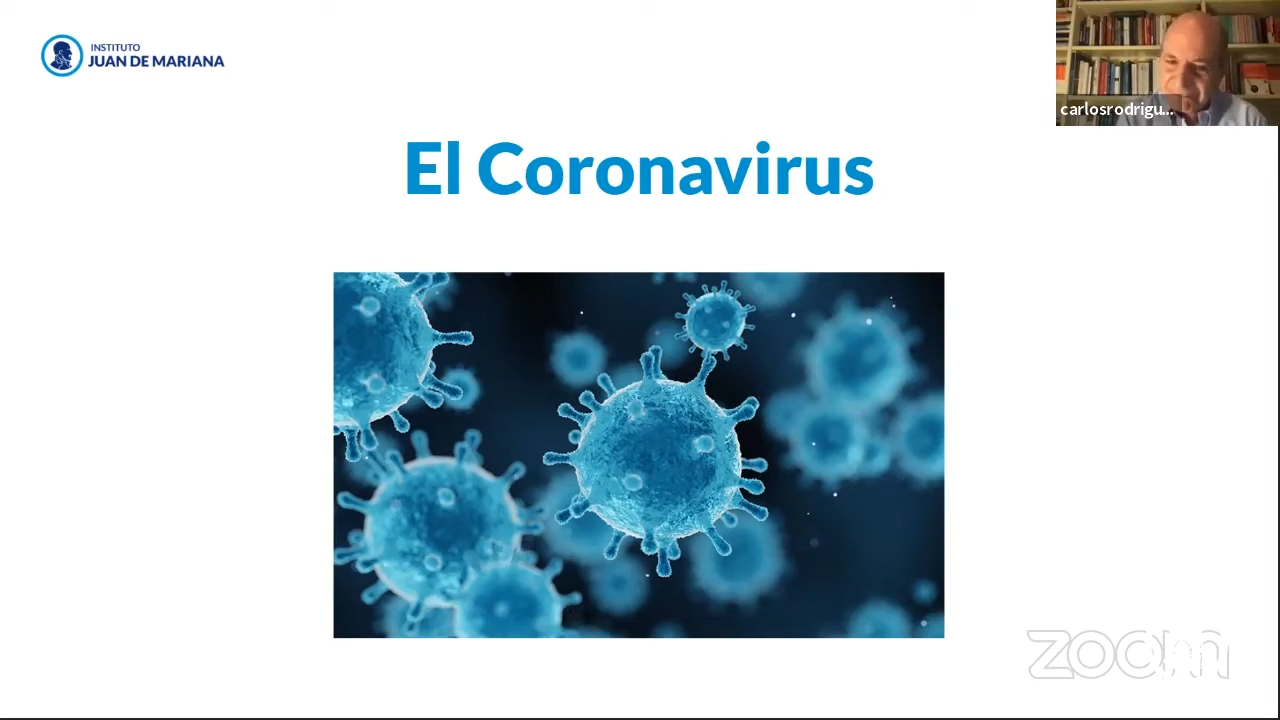 INSTITUTO
JUAN DE MARIANA
carlosrodrigu...
El Coronavirus
zoom